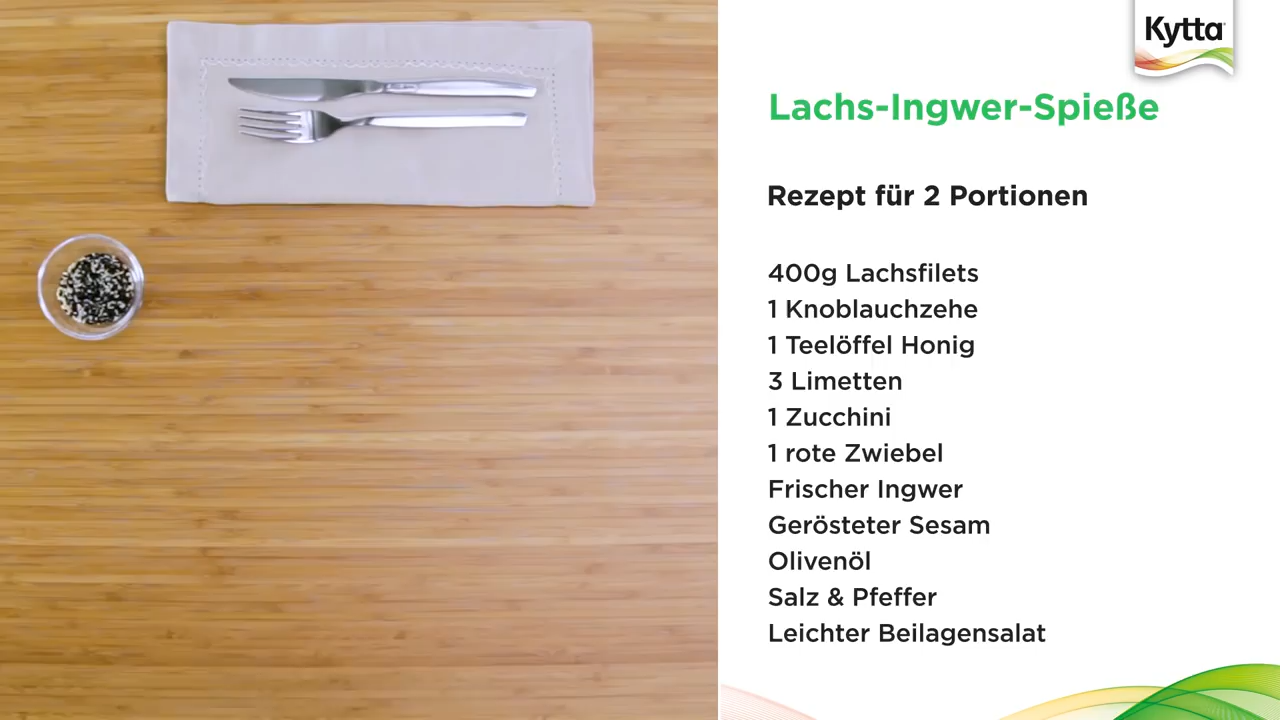 Kytta
Lachs-Ingwer-Spieße
Rezept für 2 Portionen
400g Lachsfilets
1 Knoblauchzehe
1 Teelöffel Honig
3 Limetten
1 Zucchini
1 rote Zwiebel
Frischer Ingwer
Gerösteter Sesam
Olivenöl
Salz & Pfeffer
Leichter Beilagensalat